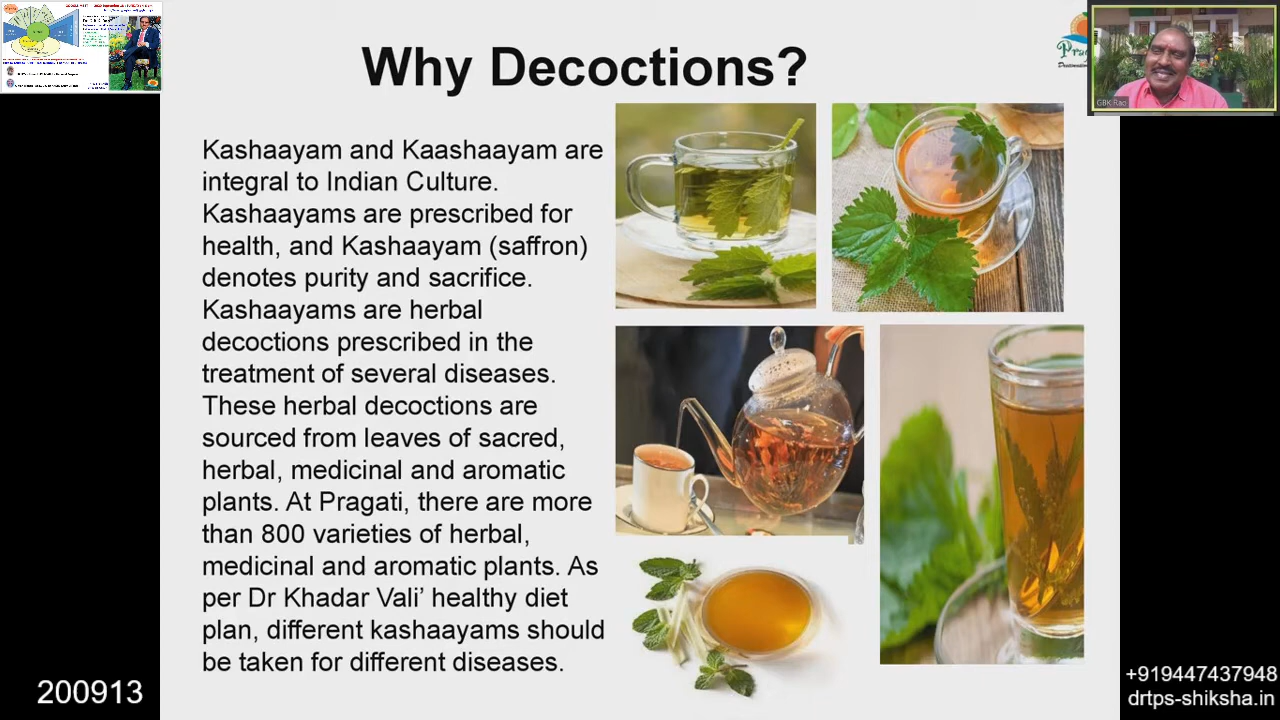 Why Decoctions?
GBK Rao
Kashaayam and Kaashaayam are
integral to Indian Culture.
Kashaayams are prescribed for
health, and Kashaayam (saffron)
denotes purity and sacrifice.
Kashaayams are herbal
decoctions prescribed in the
treatment of several diseases.
These herbal decoctions are
sourced from leaves of sacred,
herbal, medicinal and aromatic
plants. At Pragati, there are more
than 800 varieties of herbal,
medicinal and aromatic plants. As
per Dr Khadar Vali’ healthy diet
plan, different kashaayams should
be taken for different diseases.
200913
+919447437948
drtps-shiksha.in